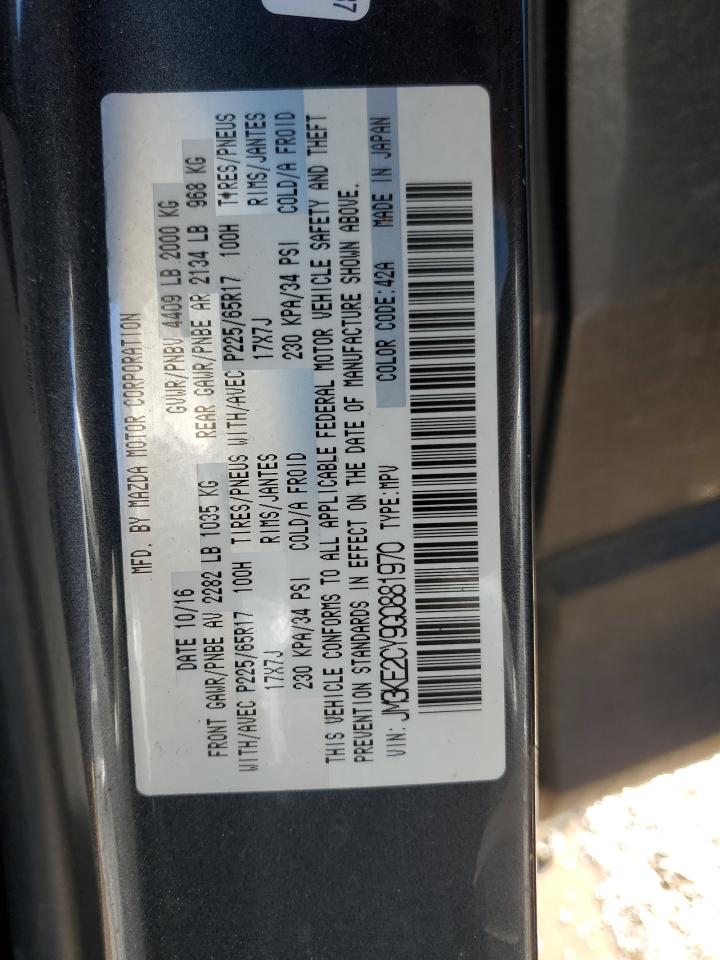 MFD. BY MAZDA MOTOR CORPORATION
DATE 10/16 GVWR/PNBV 4409 LB 2000 KG
FRONT GAWR/PNBE AV 2282 LB 1035 KG REAR GAWR/PNBE AR 2134 LB 968 KG
WITH/AVEC P225/65R17 100H TIRES/PNEUS WITH/AVEC P225/65R17 100H TIRES/PNEUS
17X7J RIMS/JANTES 17X7J RIMS/JANTES
230 KPA/34 PSI COLD/A FROID 230 KPA/34 PSI COLD/A FROID
THIS VEHICLE CONFORMS TO ALL APPLICABLE FEDERAL MOTOR VEHICLE SAFETY AND THEFT
PREVENTION STANDARDS IN EFFECT ON THE DATE OF MANUFACTURE SHOWN ABOVE.
VIN: JM3KE2CY9G0881970 TYPE:MPV COLOR CODE:42A MADE IN JAPAN